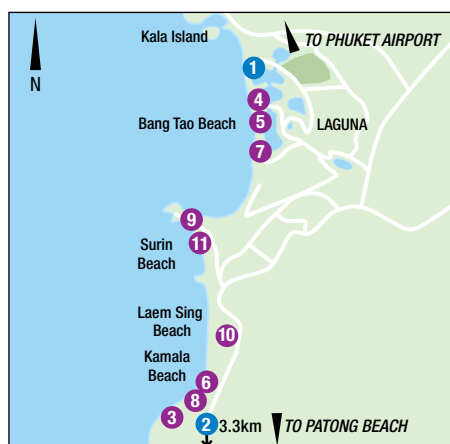 Kala Island
TO PHUKET AIRPORT
N
1
4
Bang Tao Beach
5
LAGUNA
7
9
11
Surin
Beach
Laem Sing
Beach
10
Kamala
Beach
6
8
3
2
3.3km
TO PATONG BEACH